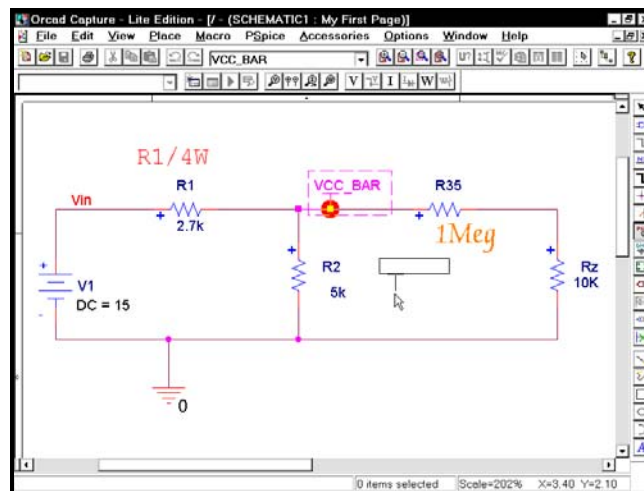 Orcad Capture - Lite Edition - [/ - (SCHEMATIC1 : My First Page)]
File Edit View Place Macro PSpice Accessories Options Window Help
VCC_BAR
V I W
R1/4W
R1
2.7k
Vin
VCC_BAR
R35
1Meg
R2
5k
Rz
10K
V1
DC = 15
0
0 items selected Scale=202% X=3.40 Y=2.10